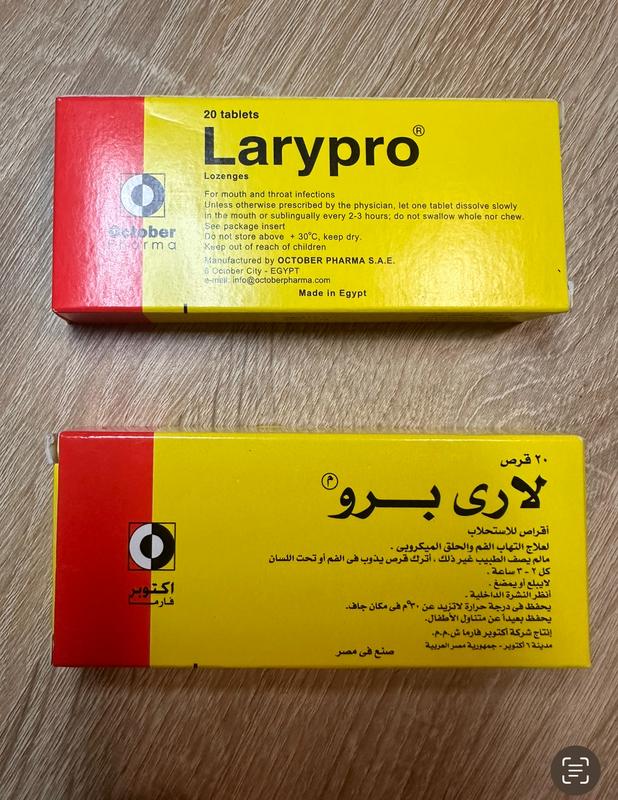 20 tablets
Larypro®
Lozenges
For mouth and throat infections
Unless otherwise prescribed by the physician, let one tablet dissolve slowly
in the mouth or sublingually every 2-3 hours; do not swallow whole nor chew.
See package insert
Do not store above + 30°C, keep dry.
Keep out of reach of children
Manufactured by OCTOBER PHARMA S.A.E.
6 October City - EGYPT
e-mail: info@octoberpharma.com
Made in Egypt
October
Pharma
٢٠ قرص
لارى برو م
أقراص للاستحلاب
لعلاج التهاب الفم والحلق الميكروبى .
مالم يصف الطبيب غير ذلك ، أترك قرص يذوب فى الفم أو تحت اللسان
كل ٢ - ٣ ساعة .
لايبلع أو يمضغ .
أنظر النشرة الداخلية .
يحفظ فى درجة حرارة لاتزيد عن ٣٠°م فى مكان جاف.
يحفظ بعيداً عن متناول الأطفال.
إنتاج شركة أكتوبر فارما ش.م.م.
مدينة ٦ أكتوبر - جمهورية مصر العربية
صنع فى مصر
اكتوبر
فارما